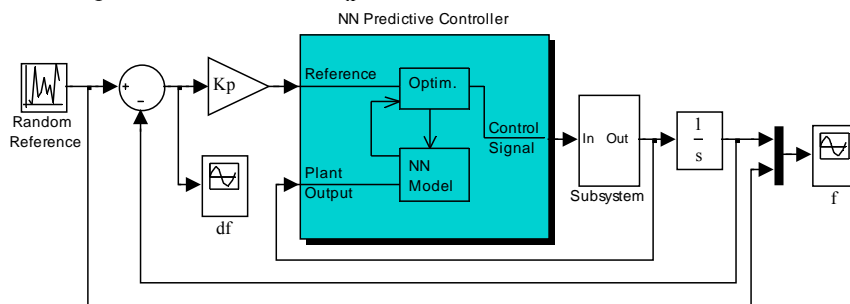 NN Predictive Controller
Random
Reference
+
-
Kp
df
Reference
Optim.
Control
Signal
Plant
Output
NN
Model
In Out
Subsystem
1
s
f